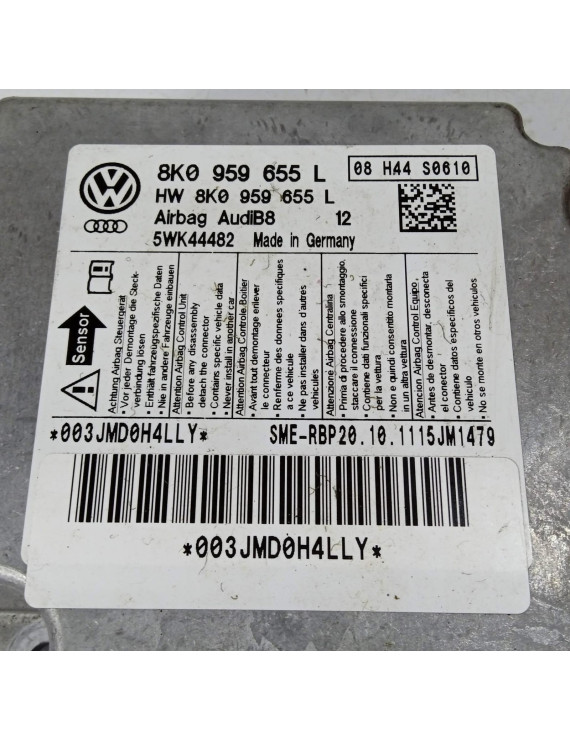 8K0 959 655 L
08 H44 S0610
HW 8K0 959 655 L
Airbag AudiB8 12
5WK44482 Made in Germany
Sensor
Achtung Airbag Steuergerät
• Vor jeder Demontage die Steck-
verbindung lösen
• Enthält fahrzeugspezifische Daten
• Nie in andere Fahrzeuge einbauen
Attention Airbag Control Unit
• Before any disassembly
detach the connector
• Contains specific vehicle data
• Never install in another car
Attention Airbag Controle, Boîtier
• Avant tout demontage enlever
le connecteur
• Renferme des donnees specifiques
a ce vehicule
• Ne pas installer dans d'autres
vehicules
Attenzione Airbag Centralina
• Prima di procedere allo smontaggio,
staccare il connessione
• Contiene dati funzionali specifici
per la vettura
• Non e quindi consentito montarla
in un altra vettura
Atencion Airbag Control Equipo,
• Antes de desmontar, desconecta
el conector
• Contiene datos especificos del
vehiculo
• No se monte en otros vehiculos
*003JMD0H4LLY*
SME-RBP20.10.1115JM1479
*003JMD0H4LLY*